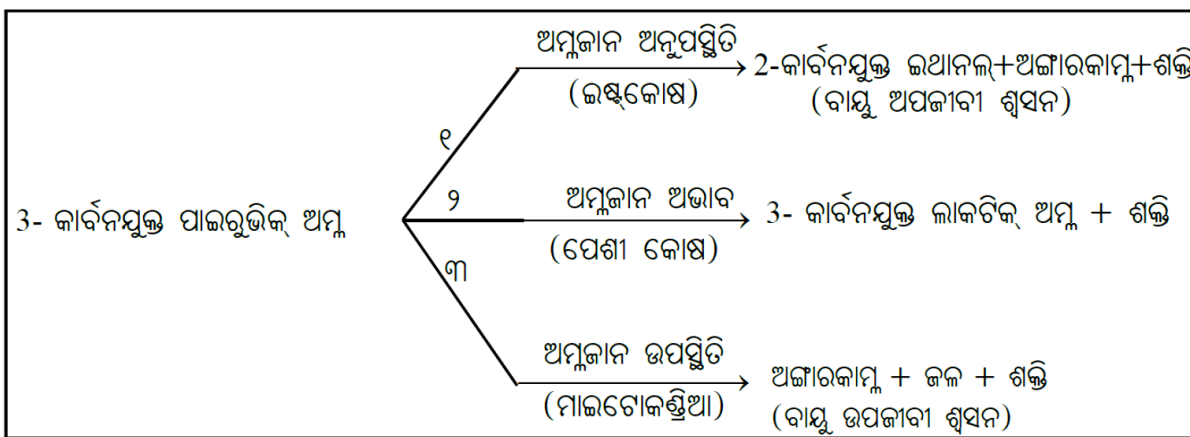 ଅମ୍ଳଜାନ ଅନୁପସ୍ଥିତି
(ଇଷ୍ଟ୍‌କୋଷ)
2-କାର୍ବନଯୁକ୍ତ ଇଥାନଲ୍+ଅଙ୍ଗାରକାମ୍ଳ+ଶକ୍ତି
(ବାୟୁ ଅପଜୀବୀ ଶ୍ୱସନ)
୧
3- କାର୍ବନଯୁକ୍ତ ପାଇରୁଭିକ୍ ଅମ୍ଳ
୨
ଅମ୍ଳଜାନ ଅଭାବ
(ପେଶୀ କୋଷ)
3- କାର୍ବନଯୁକ୍ତ ଲାକଟିକ୍ ଅମ୍ଳ + ଶକ୍ତି
୩
ଅମ୍ଳଜାନ ଉପସ୍ଥିତି
(ମାଇଟୋକଣ୍ଡ୍ରିଆ)
ଅଙ୍ଗାରକାମ୍ଳ + ଜଳ + ଶକ୍ତି
(ବାୟୁ ଉପଜୀବୀ ଶ୍ୱସନ)